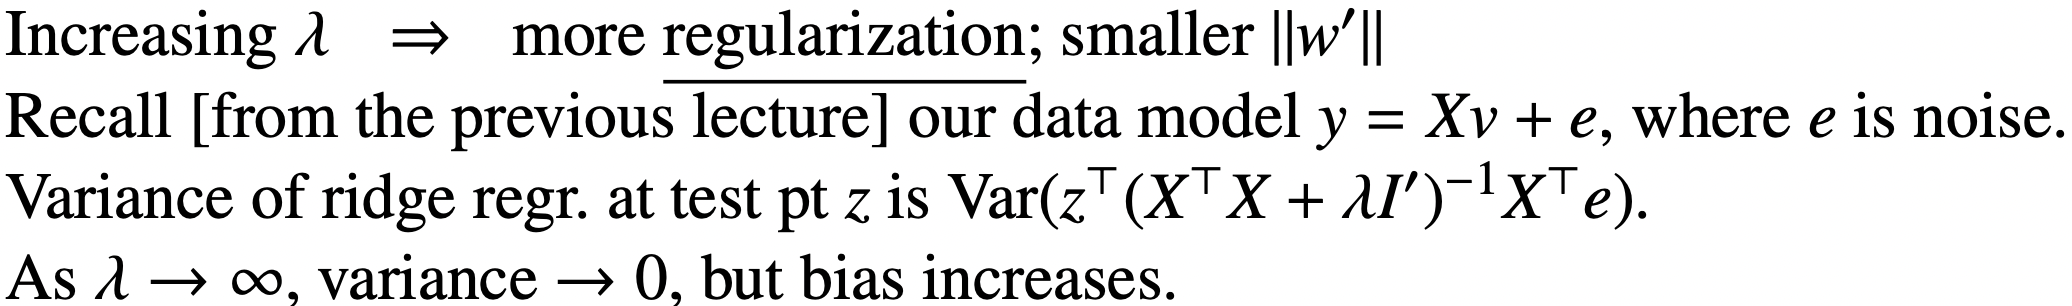 Increasing λ ⇒ more regularization; smaller ‖w′‖
Recall [from the previous lecture] our data model y = Xv + e, where e is noise.
Variance of ridge regr. at test pt z is Var(z⊤(X⊤X + λI′)⁻¹X⊤e).
As λ → ∞, variance → 0, but bias increases.